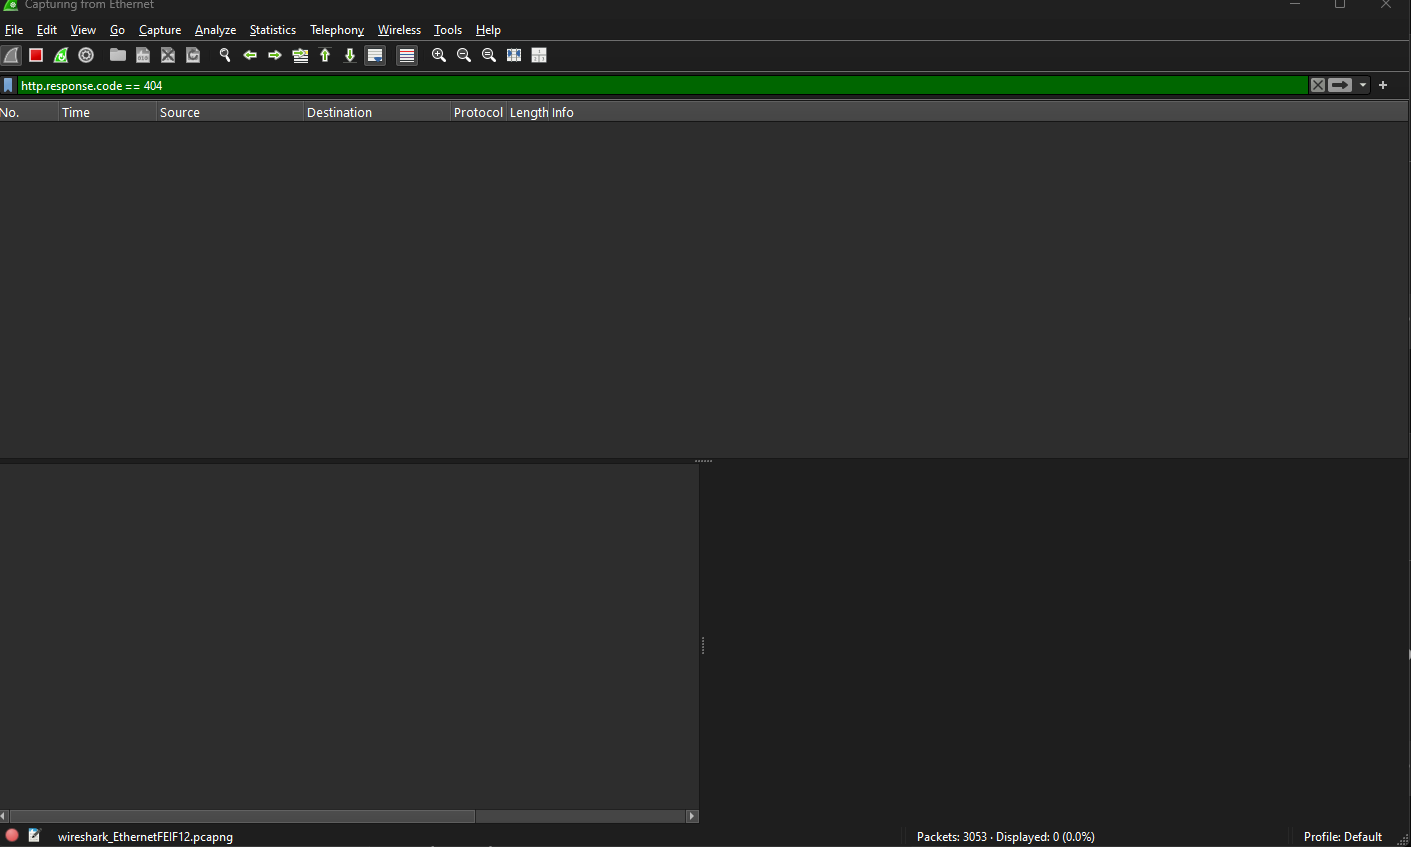 Capturing from Ethernet
File Edit View Go Capture Analyze Statistics Telephony Wireless Tools Help
http.response.code == 404
No. Time Source Destination Protocol Length Info
wireshark_EthernetFEIF12.pcapng Packets: 3053 · Displayed: 0 (0.0%) Profile: Default